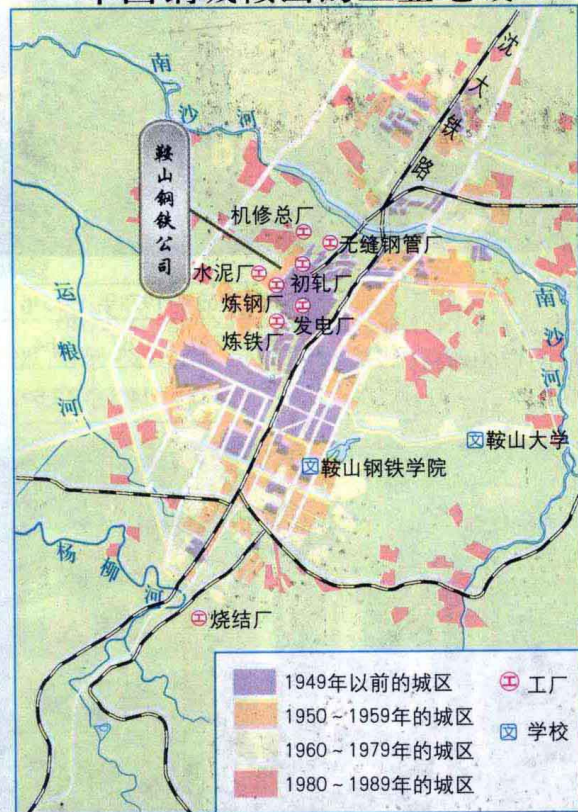 沈大铁路
南沙河
鞍山钢铁公司
机修总厂
无缝钢管厂
水泥厂
初轧厂
炼钢厂
发电厂
炼铁厂
运粮河
南沙河
鞍山大学
鞍山钢铁学院
杨柳河
烧结厂
1949年以前的城区
工厂
1950~1959年的城区
学校
1960~1979年的城区
1980~1989年的城区